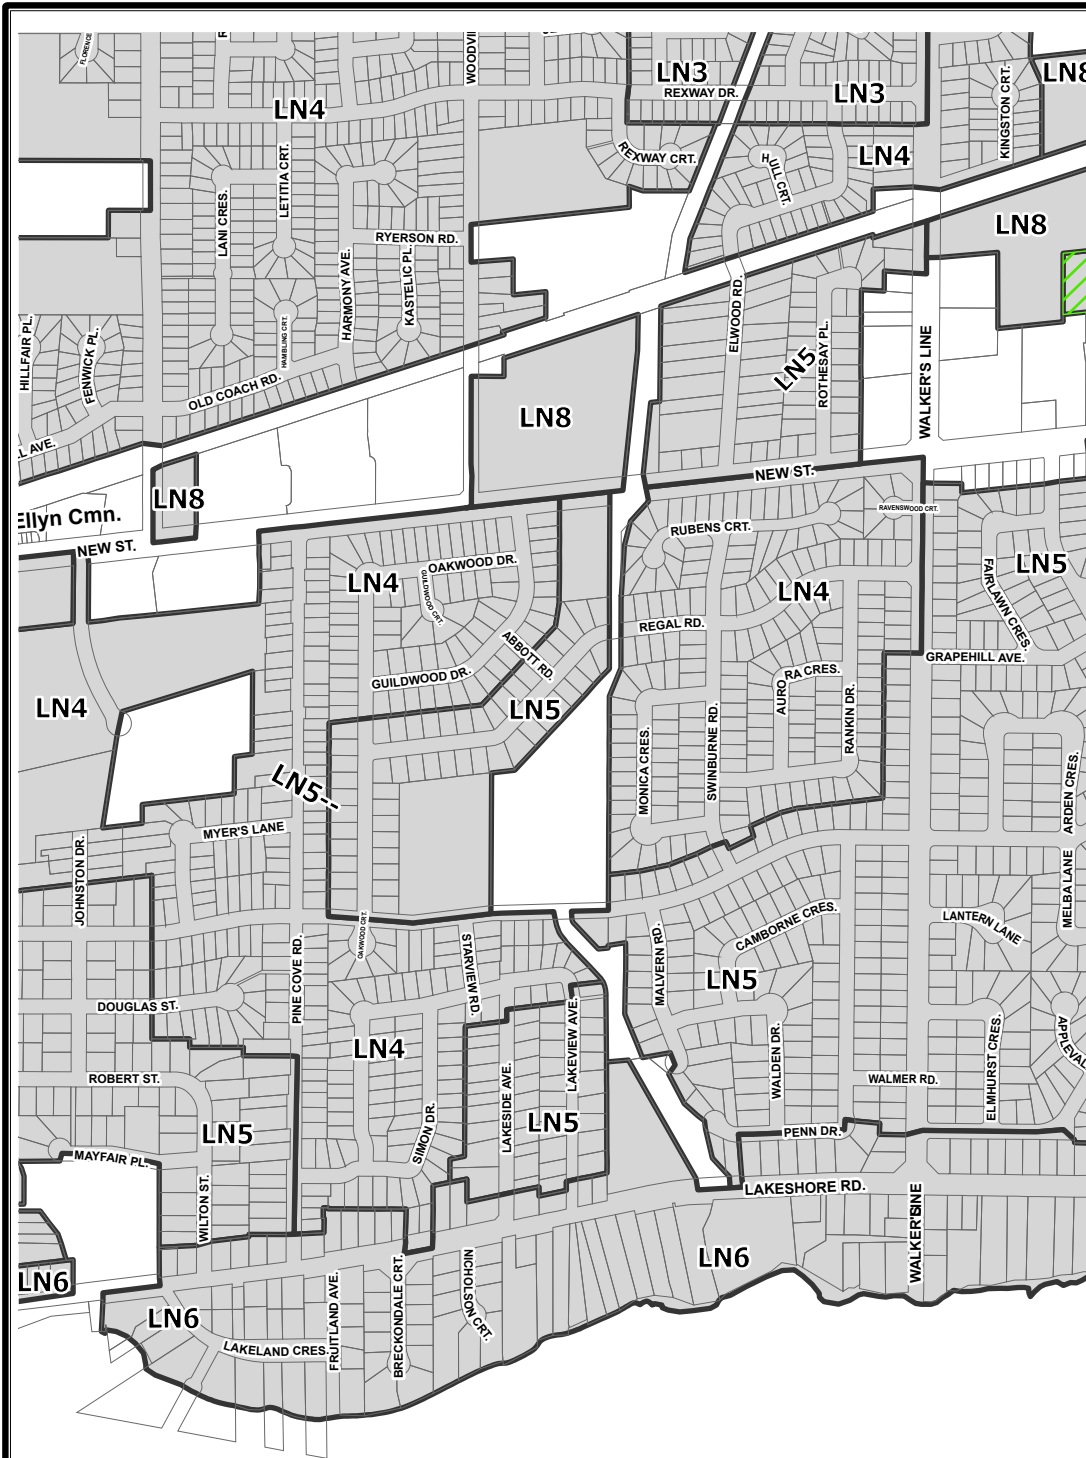 FLORENCE
LN3
LN8
REXWAY DR.
LN3
LN4
KINGSTON CRT.
LN4
REXWAY CRT.
HULL CRT.
LETITIA CRT.
LANI CRES.
LN8
RYERSON RD.
HARMONY AVE.
KASTELIC PL.
ELWOOD RD.
HILLFAIR PL.
FENWICK PL.
HAMBLING CRT.
LN5
ROTHESAY PL.
WALKER'S LINE
OLD COACH RD.
LN8
AVE.
NEW ST.
LN8
Ellyn Cmn.
RAVENSWOOD CRT.
RUBENS CRT.
NEW ST.
OAKWOOD DR.
LN4
GUILDWOOD CRT.
LN4
FAIRLAWN CRES.
LN5
REGAL RD.
ABBOTT RD.
GRAPEHILL AVE.
GUILDWOOD DR.
AURORA CRES.
LN4
LN5
RANKIN DR.
SWINBURNE RD.
MONICA CRES.
LN5--
ARDEN CRES.
MYER'S LANE
JOHNSTON DR.
MELBA LANE
OAKWOOD CRT.
CAMBORNE CRES.
LANTERN LANE
STARVIEW RD.
MALVERN RD.
PINE COVE RD.
LN5
DOUGLAS ST.
LAKEVIEW AVE.
LN4
WALDEN DR.
ELMHURST CRES.
APPLEVAL
ROBERT ST.
WALMER RD.
LAKESIDE AVE.
LN5
SIMON DR.
LN5
PENN DR.
MAYFAIR PL.
LAKESHORE RD.
WILTON ST.
WALKER'S LINE
LN6
LN6
NICHOLSON CRT.
BRECKONDALE CRT.
FRUITLAND AVE.
LN6
LAKELAND CRES.